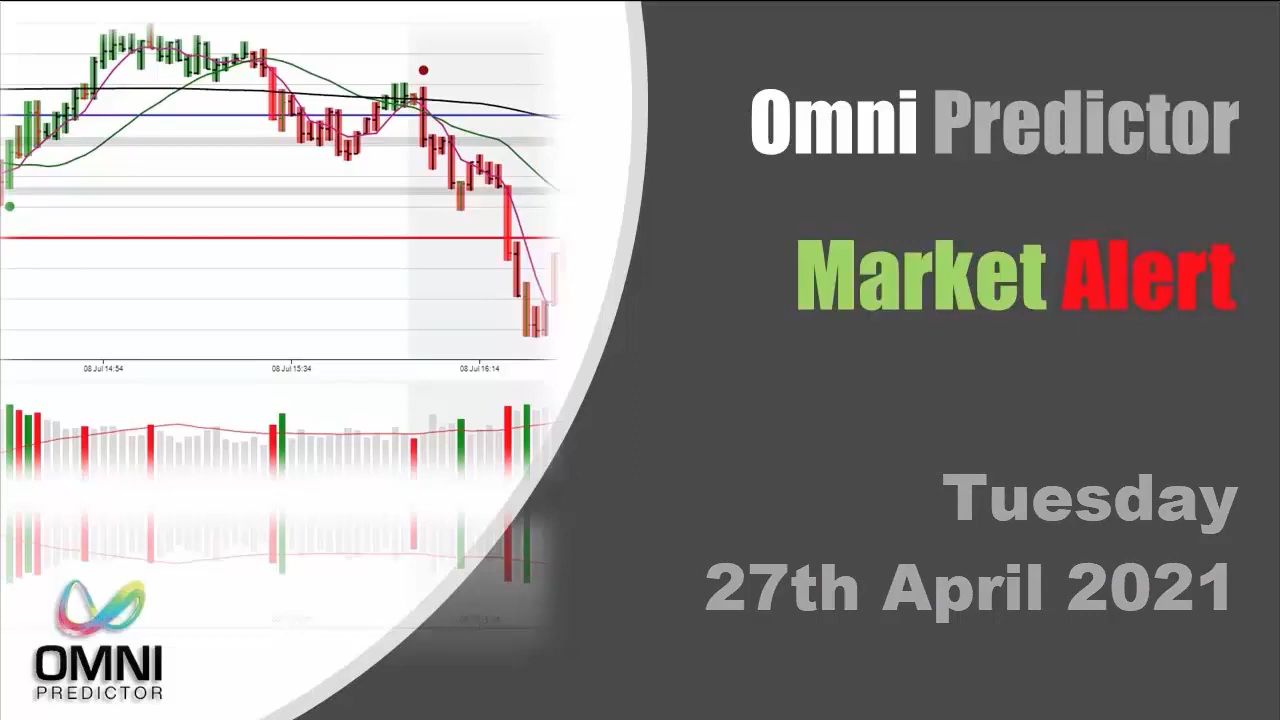 Omni Predictor
Market Alert
08 Jul 14:54
08 Jul 15:34
08 Jul 16:14
Tuesday
27th April 2021
OMNI
PREDICTOR